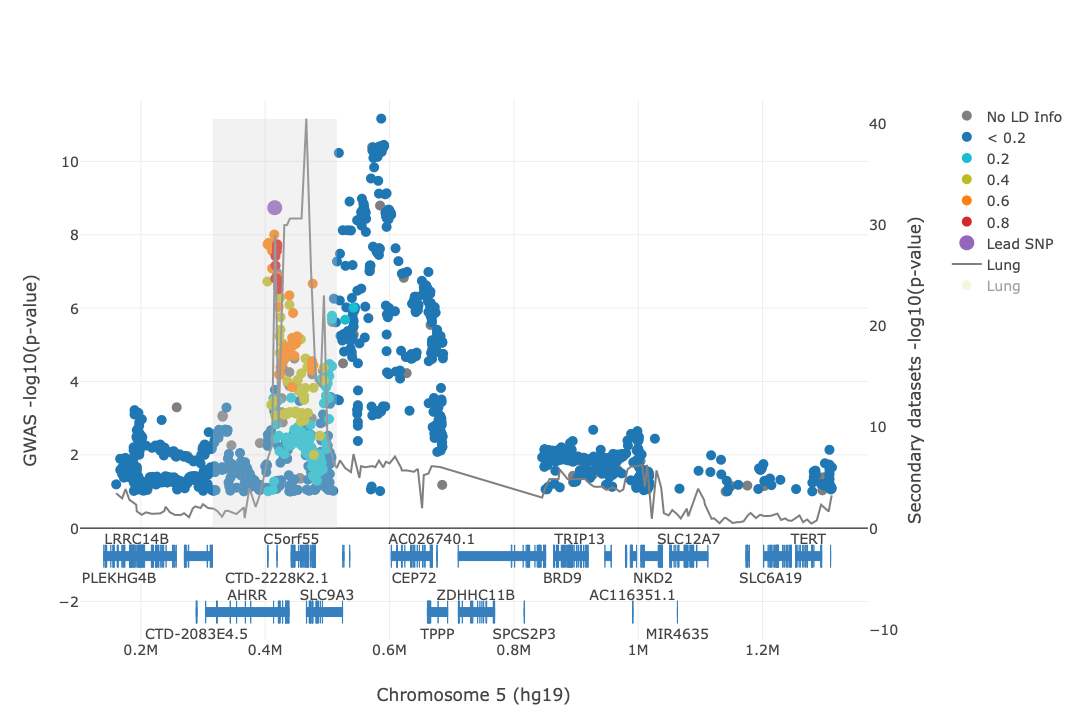 GWAS -log10(p-value)
10
8
6
4
2
0
−2
40
30
20
10
0
−10
Secondary datasets -log10(p-value)
No LD Info
< 0.2
0.2
0.4
0.6
0.8
Lead SNP
Lung
Lung
LRRC14B C5orf55 AC026740.1 TRIP13 SLC12A7 TERT
PLEKHG4B CTD-2228K2.1 CEP72 BRD9 NKD2 SLC6A19
AHRR SLC9A3 ZDHHC11B AC116351.1
CTD-2083E4.5 TPPP SPCS2P3 MIR4635
0.2M 0.4M 0.6M 0.8M 1M 1.2M
Chromosome 5 (hg19)